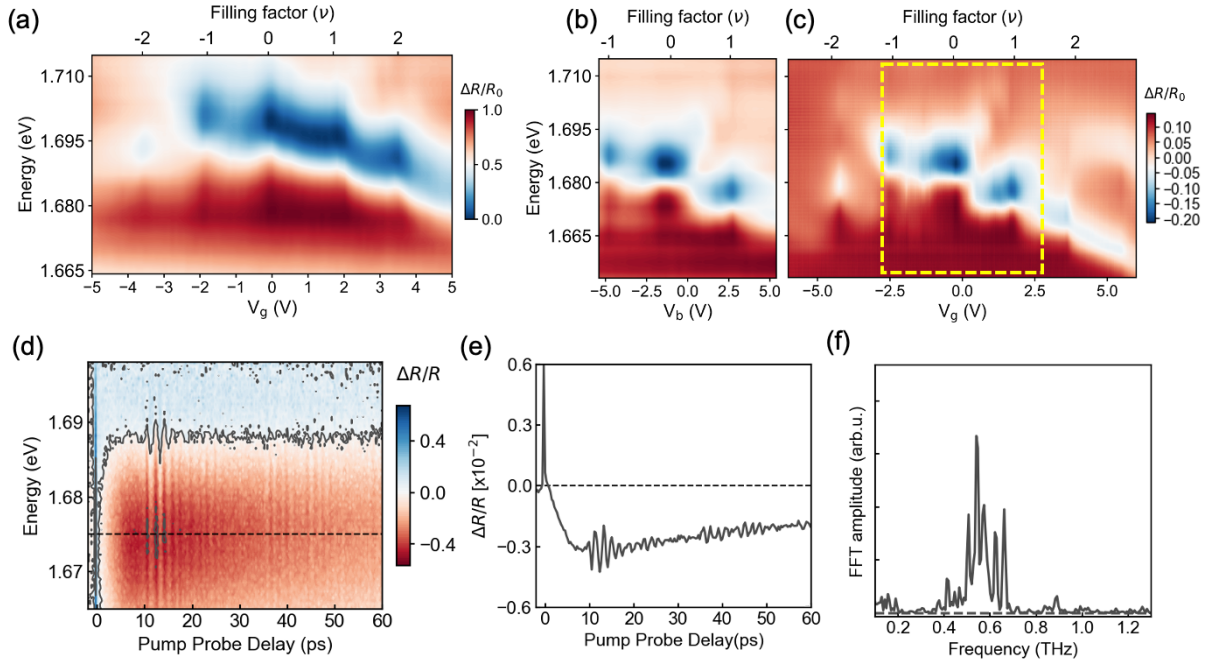 (a)
Filling factor (ν)
-2 -1 0 1 2
Energy (eV)
1.710
1.695
1.680
1.665
−5 −4 −3 −2 −1 0 1 2 3 4 5
Vg (V)
ΔR/R0
1.0
0.5
0.0
(b)
Filling factor (ν)
-1 0 1
Energy (eV)
1.710
1.695
1.680
1.665
−5.0 −2.5 0.0 2.5 5.0
Vb (V)
(c)
Filling factor (ν)
-2 -1 0 1 2
−5.0 −2.5 0.0 2.5 5.0
Vg (V)
ΔR/R0
0.10
0.05
0.00
−0.05
−0.10
−0.15
−0.20
(d)
Energy (eV)
1.69
1.68
1.67
0 10 20 30 40 50 60
Pump Probe Delay (ps)
ΔR/R
0.4
0.2
0.0
−0.2
−0.4
(e)
ΔR/R [x10⁻²]
0.6
0.3
0.0
−0.3
−0.6
0 10 20 30 40 50 60
Pump Probe Delay(ps)
(f)
FFT amplitude (arb.u.)
0.2 0.4 0.6 0.8 1.0 1.2
Frequency (THz)